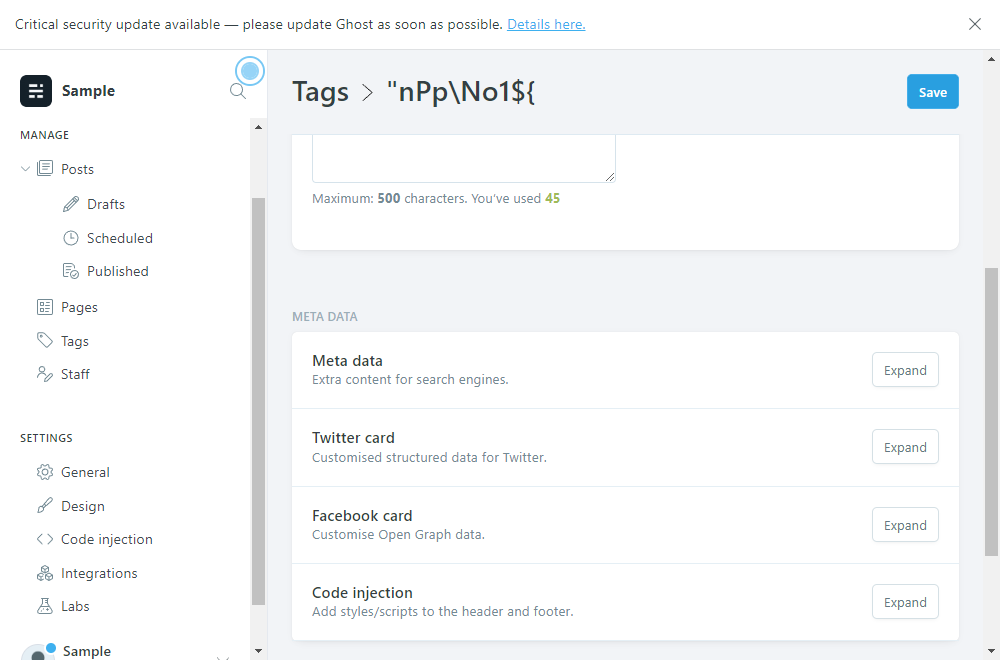 Critical security update available — please update Ghost as soon as possible. Details here.
Sample
MANAGE
Posts
Drafts
Scheduled
Published
Pages
Tags
Staff
SETTINGS
General
Design
Code injection
Integrations
Labs
Sample
Tags > "nPp\No1${
Save
Maximum: 500 characters. You've used 45
META DATA
Meta data
Extra content for search engines.
Expand
Twitter card
Customised structured data for Twitter.
Expand
Facebook card
Customise Open Graph data.
Expand
Code injection
Add styles/scripts to the header and footer.
Expand